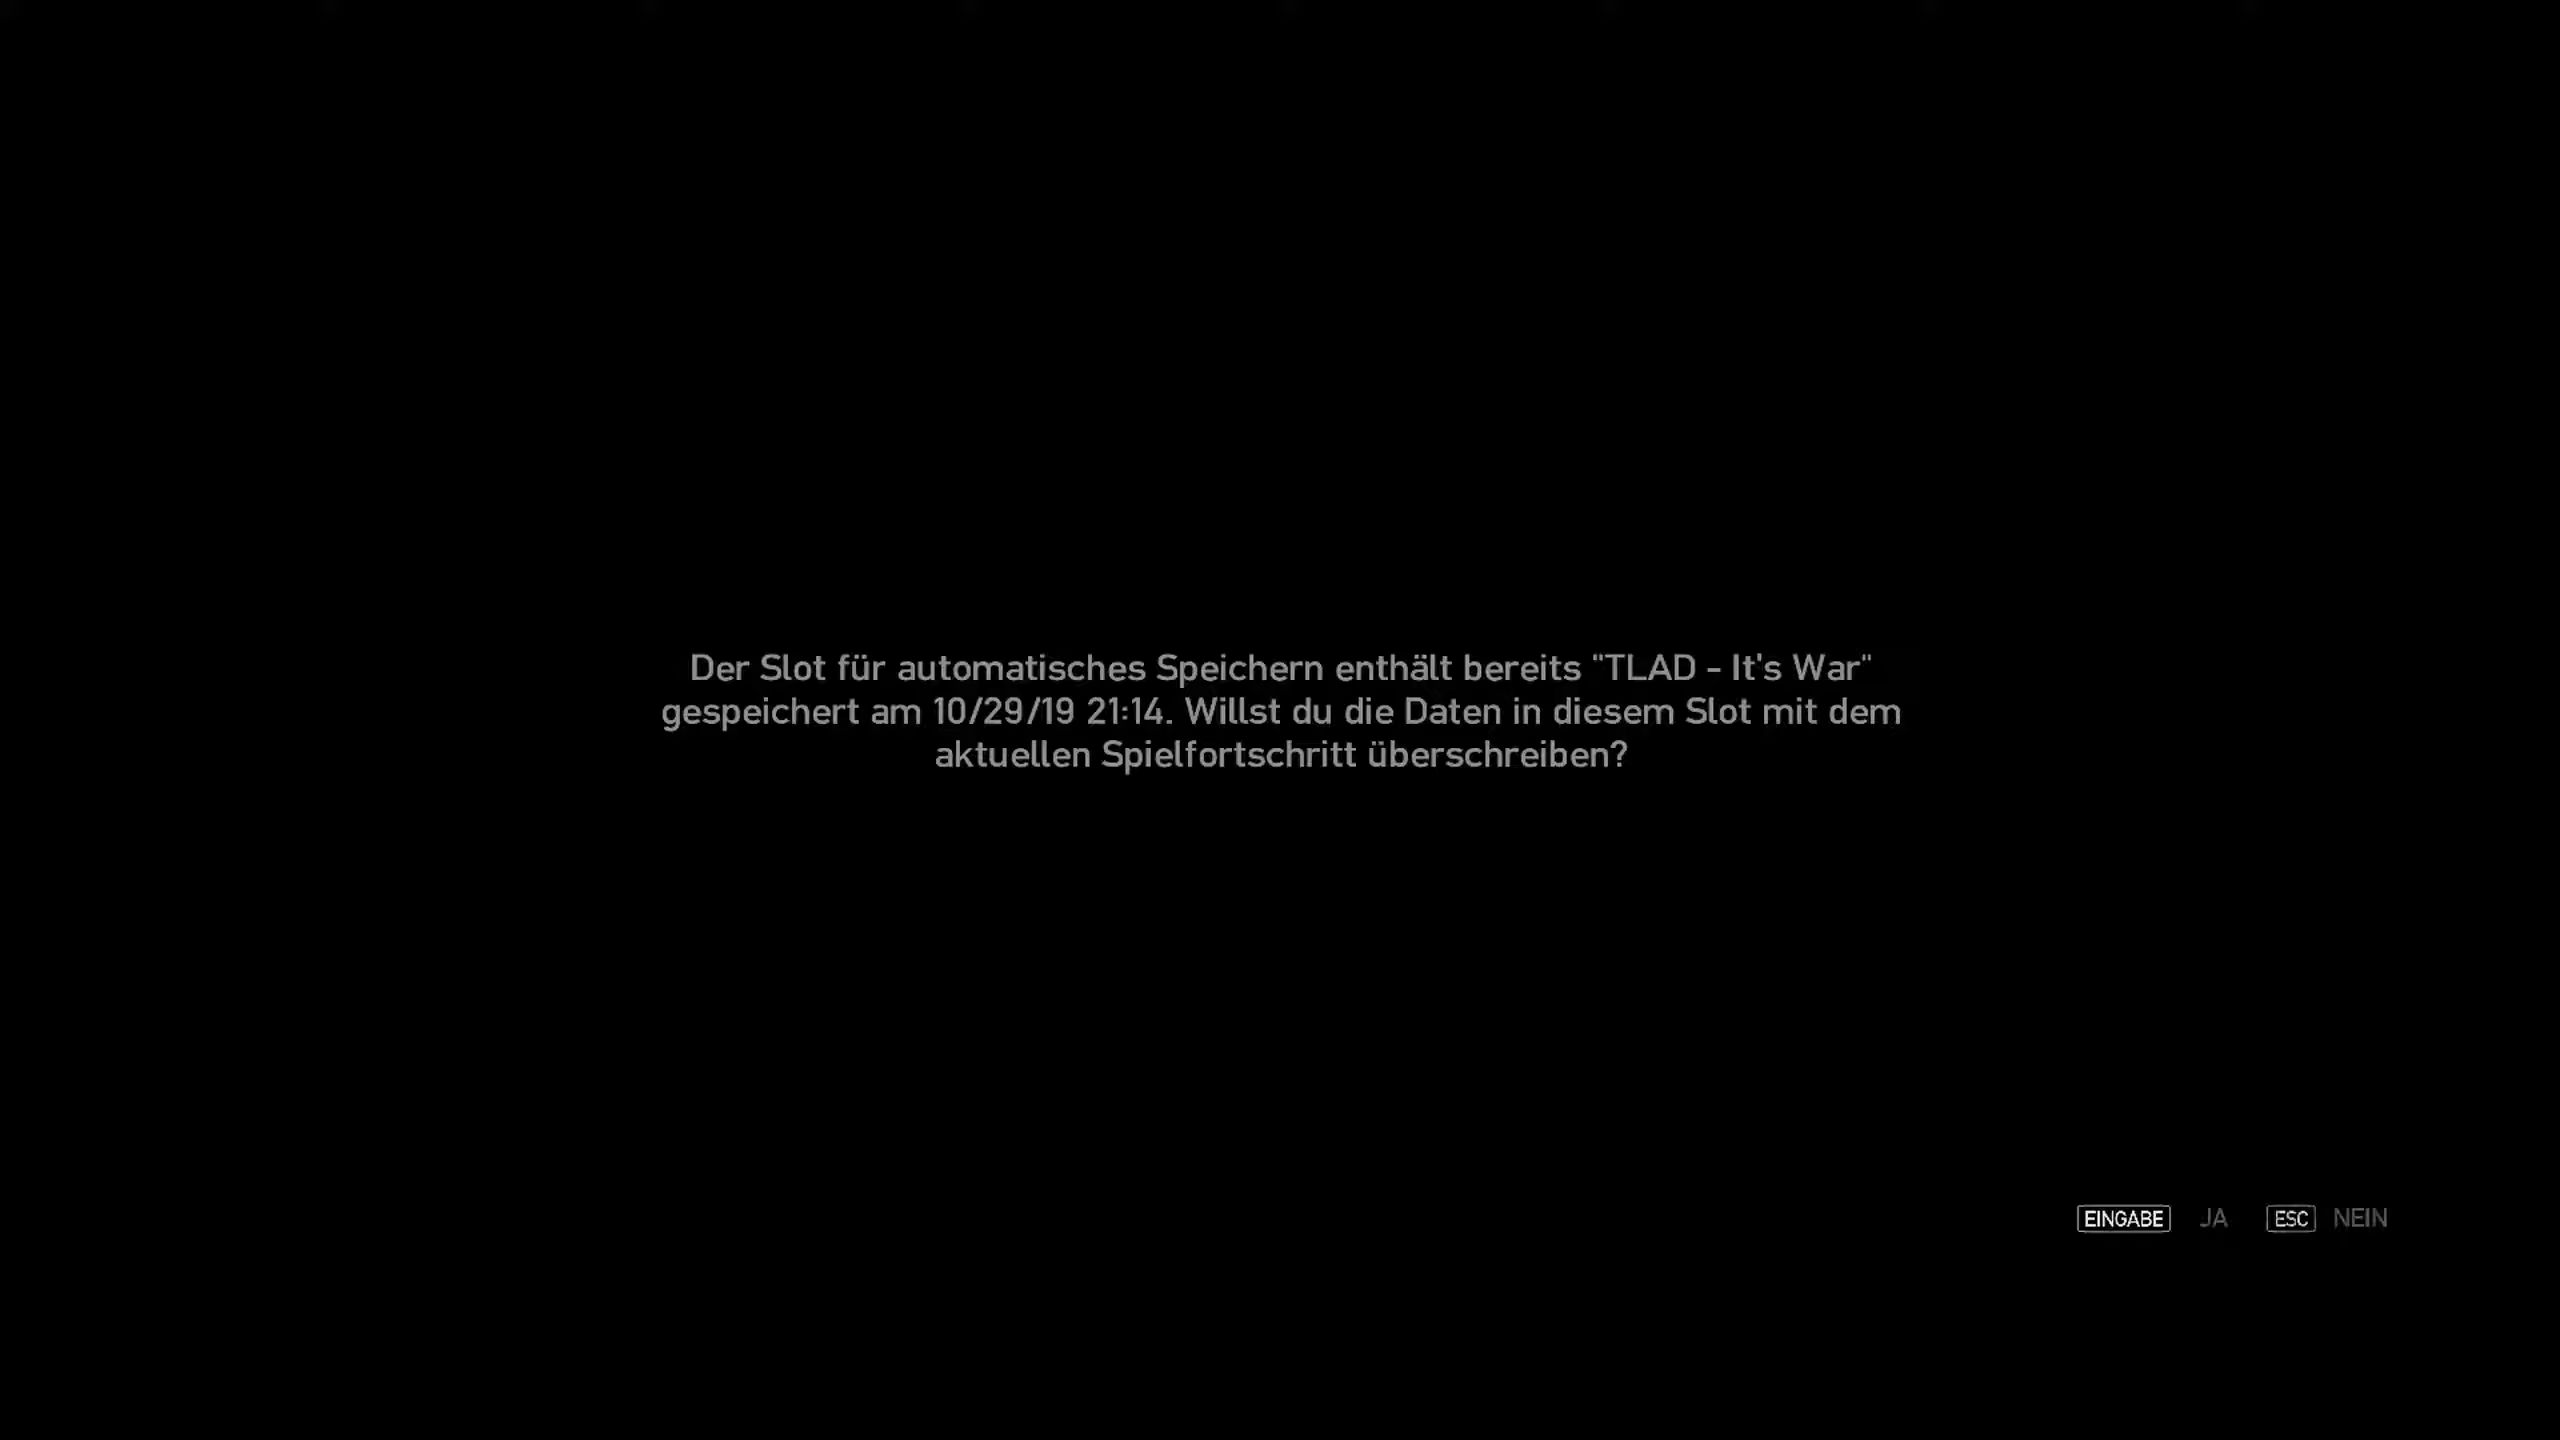 Der Slot für automatisches Speichern enthält bereits "TLAD - It's War"
gespeichert am 10/29/19 21:14. Willst du die Daten in diesem Slot mit dem
aktuellen Spielfortschritt überschreiben?
EINGABE JA ESC NEIN